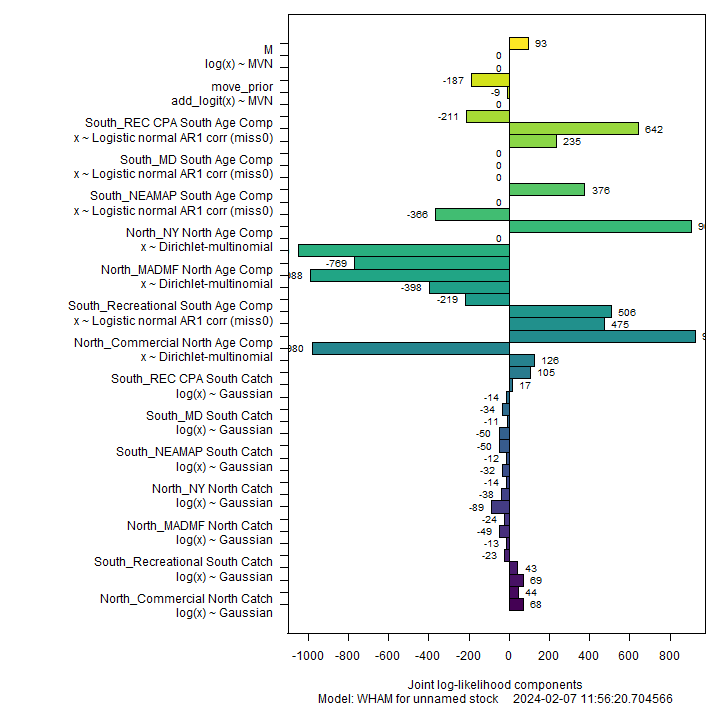 M
log(x) ~ MVN
move_prior
add_logit(x) ~ MVN
South_REC CPA South Age Comp
x ~ Logistic normal AR1 corr (miss0)
South_MD South Age Comp
x ~ Logistic normal AR1 corr (miss0)
South_NEAMAP South Age Comp
x ~ Logistic normal AR1 corr (miss0)
North_NY North Age Comp
x ~ Dirichlet-multinomial
North_MADMF North Age Comp
x ~ Dirichlet-multinomial
South_Recreational South Age Comp
x ~ Logistic normal AR1 corr (miss0)
North_Commercial North Age Comp
x ~ Dirichlet-multinomial
South_REC CPA South Catch
log(x) ~ Gaussian
South_MD South Catch
log(x) ~ Gaussian
South_NEAMAP South Catch
log(x) ~ Gaussian
North_NY North Catch
log(x) ~ Gaussian
North_MADMF North Catch
log(x) ~ Gaussian
South_Recreational South Catch
log(x) ~ Gaussian
North_Commercial North Catch
log(x) ~ Gaussian
93
0
0
-187
-9
0
-211
642
235
0
0
0
376
0
-366
0
-769
-398
-219
506
475
126
105
17
-14
-34
-11
-50
-50
-12
-32
-14
-38
-89
-24
-49
-13
-23
43
69
44
68
-1000 -800 -600 -400 -200 0 200 400 600 800
Joint log-likelihood components
Model: WHAM for unnamed stock 2024-02-07 11:56:20.704566